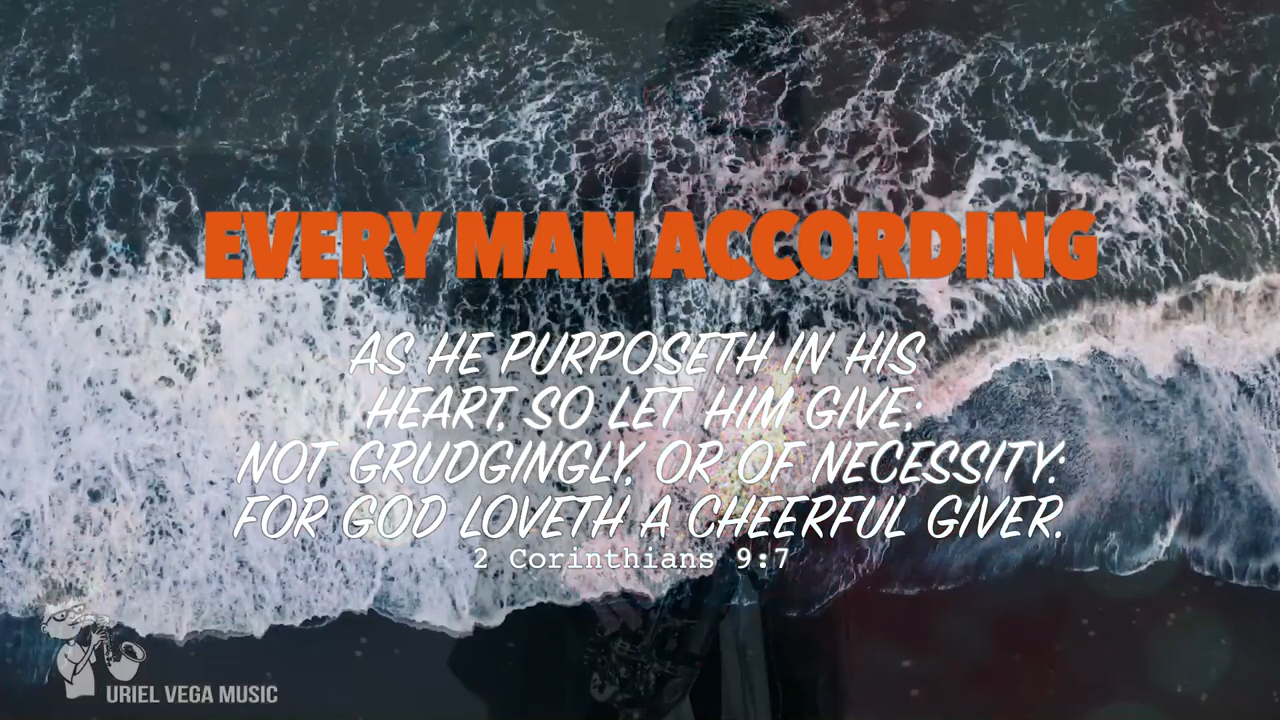 EVERY MAN ACCORDING
AS HE PURPOSETH IN HIS
HEART, SO LET HIM GIVE;
NOT GRUDGINGLY, OR OF NECESSITY:
FOR GOD LOVETH A CHEERFUL GIVER.
2 Corinthians 9:7
URIEL VEGA MUSIC